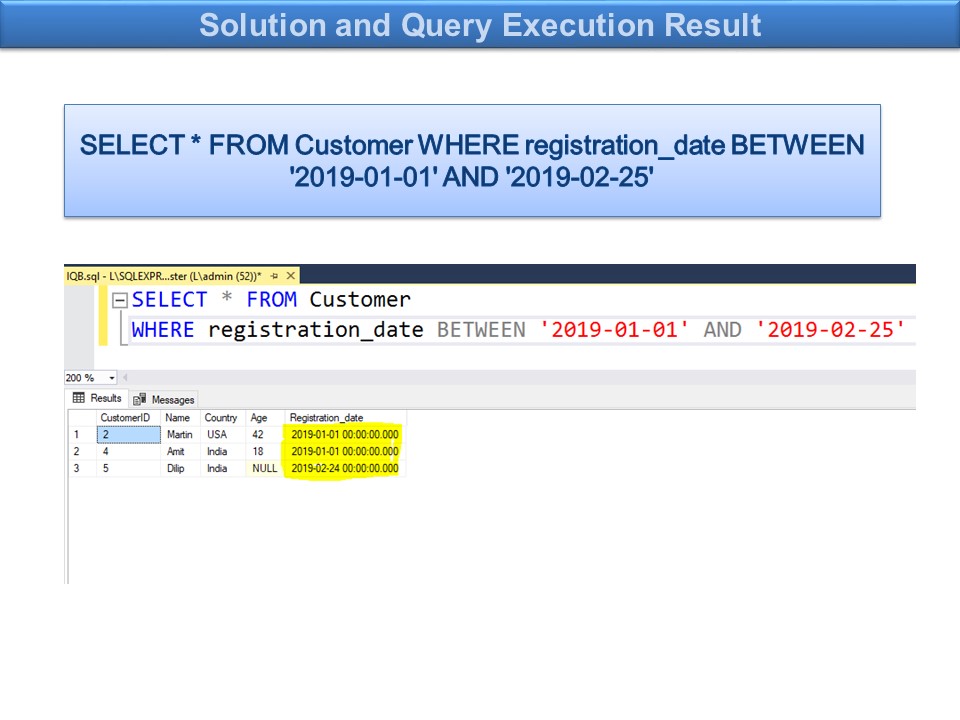 Solution and Query Execution Result
SELECT * FROM Customer WHERE registration_date BETWEEN
'2019-01-01' AND '2019-02-25'
IQB.sql - L\SQLEXPR...ster (L\admin (52))*
SELECT * FROM Customer
WHERE registration_date BETWEEN '2019-01-01' AND '2019-02-25'
200 %
Results Messages
CustomerID Name Country Age Registration_date
1 2 Martin USA 42 2019-01-01 00:00:00.000
2 4 Amit India 18 2019-01-01 00:00:00.000
3 5 Dilip India NULL 2019-02-24 00:00:00.000